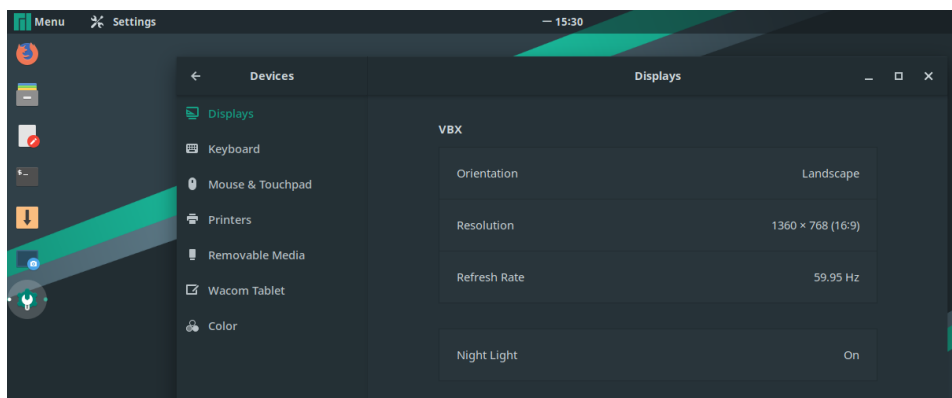 Menu Settings 15:30
Devices Displays
Displays
Keyboard
Mouse & Touchpad
Printers
Removable Media
Wacom Tablet
Color
VBX
Orientation Landscape
Resolution 1360 × 768 (16:9)
Refresh Rate 59.95 Hz
Night Light On